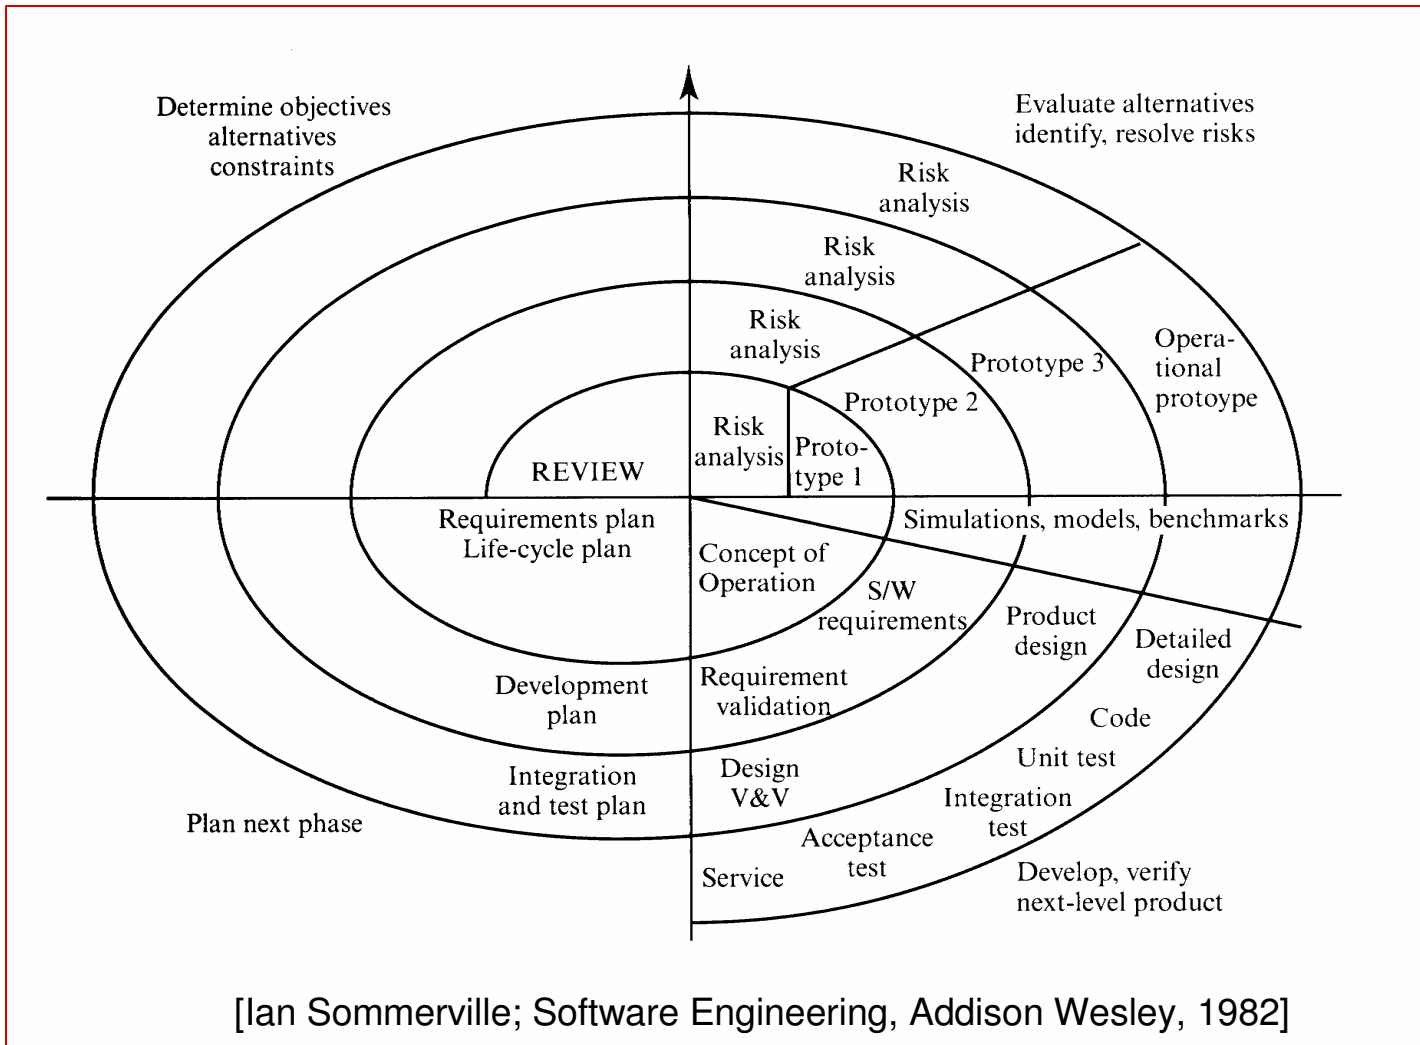 Determine objectives
alternatives
constraints
Evaluate alternatives
identify, resolve risks
Risk
analysis
Risk
analysis
Risk
analysis
Risk
analysis
Proto-
type 1
Prototype 2
Prototype 3
Opera-
tional
protoype
REVIEW
Requirements plan
Life-cycle plan
Simulations, models, benchmarks
Concept of
Operation
S/W
requirements
Product
design
Detailed
design
Development
plan
Requirement
validation
Code
Unit test
Integration
and test plan
Design
V&V
Integration
test
Acceptance
test
Service
Plan next phase
Develop, verify
next-level product
[Ian Sommerville; Software Engineering, Addison Wesley, 1982]